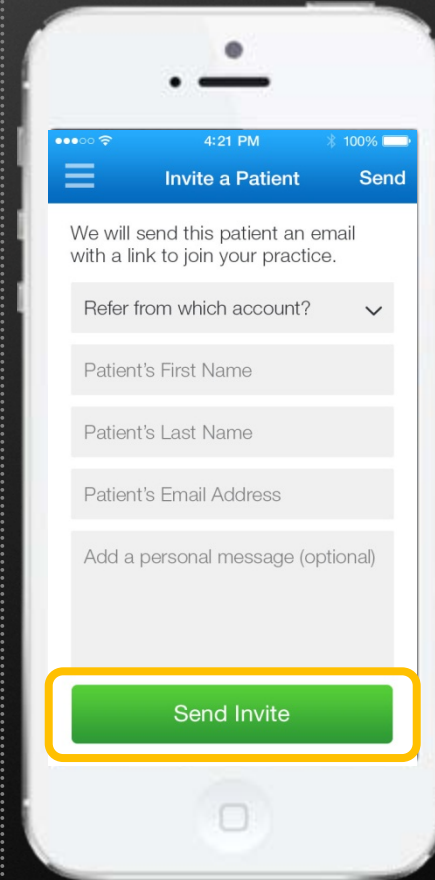 4:21 PM 100%
Invite a Patient Send
We will send this patient an email
with a link to join your practice.
Refer from which account?
Patient's First Name
Patient's Last Name
Patient's Email Address
Add a personal message (optional)
Send Invite